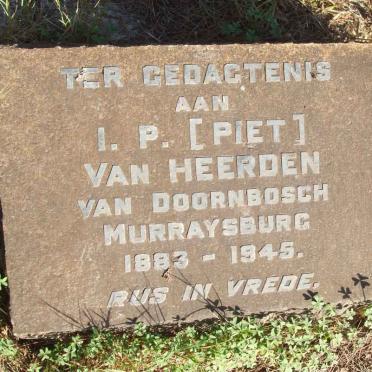 TER GEDAGTENIS
AAN
I. P. [PIET]
VAN HEERDEN
VAN DOORNBOSCH
MURRAYSBURG
1883 - 1945.
RUS IN VREDE.